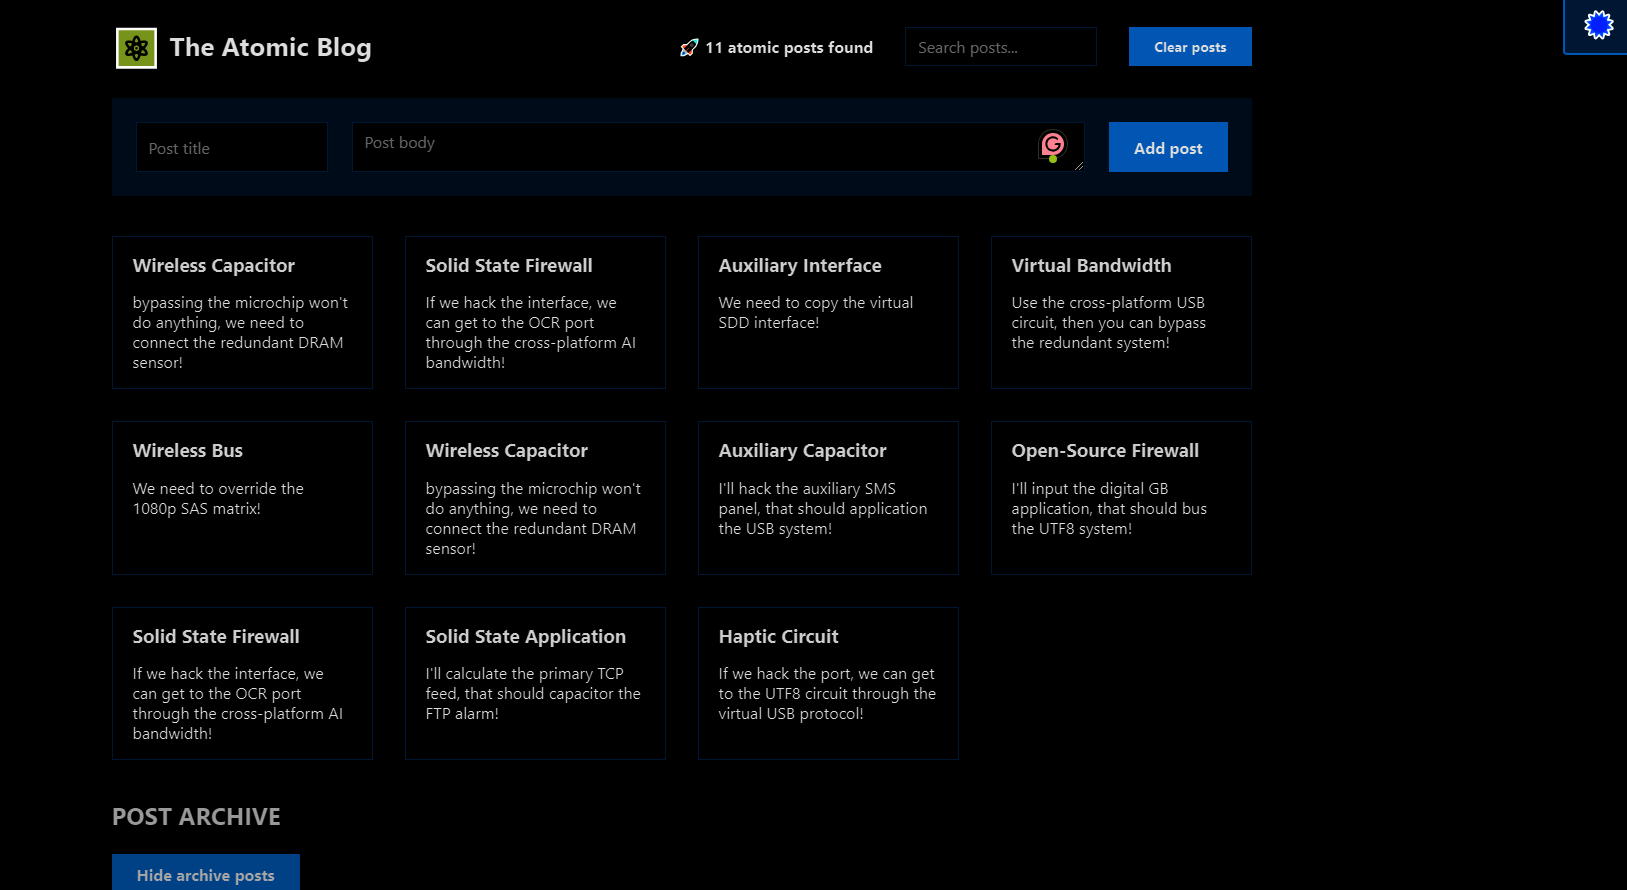 The Atomic Blog
🚀 11 atomic posts found
Search posts...
Clear posts
Post title
Post body
Add post
Wireless Capacitor
bypassing the microchip won't
do anything, we need to
connect the redundant DRAM
sensor!
Solid State Firewall
If we hack the interface, we
can get to the OCR port
through the cross-platform AI
bandwidth!
Auxiliary Interface
We need to copy the virtual
SDD interface!
Virtual Bandwidth
Use the cross-platform USB
circuit, then you can bypass
the redundant system!
Wireless Bus
We need to override the
1080p SAS matrix!
Wireless Capacitor
bypassing the microchip won't
do anything, we need to
connect the redundant DRAM
sensor!
Auxiliary Capacitor
I'll hack the auxiliary SMS
panel, that should application
the USB system!
Open-Source Firewall
I'll input the digital GB
application, that should bus
the UTF8 system!
Solid State Firewall
If we hack the interface, we
can get to the OCR port
through the cross-platform AI
bandwidth!
Solid State Application
I'll calculate the primary TCP
feed, that should capacitor the
FTP alarm!
Haptic Circuit
If we hack the port, we can get
to the UTF8 circuit through the
virtual USB protocol!
POST ARCHIVE
Hide archive posts